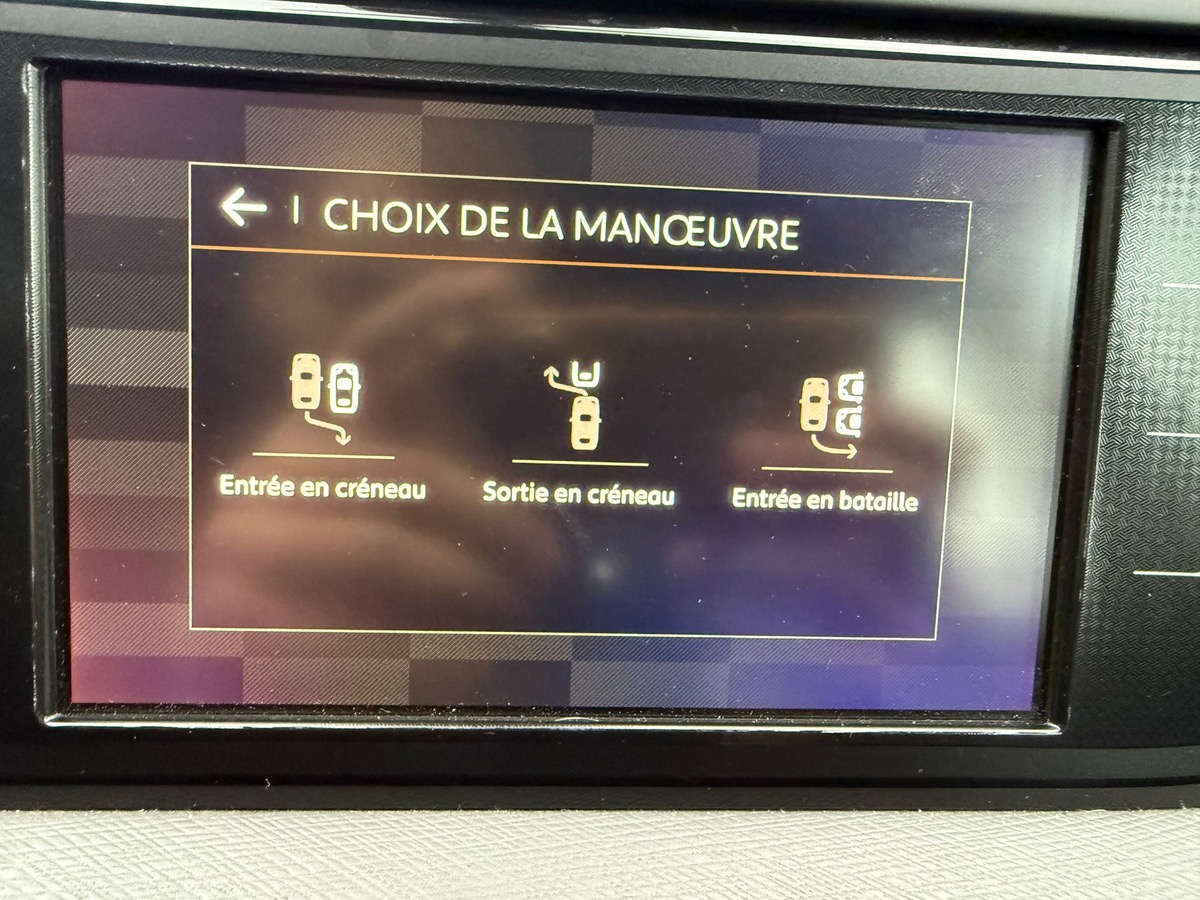 CHOIX DE LA MANŒUVRE
Entrée en créneau
Sortie en créneau
Entrée en bataille